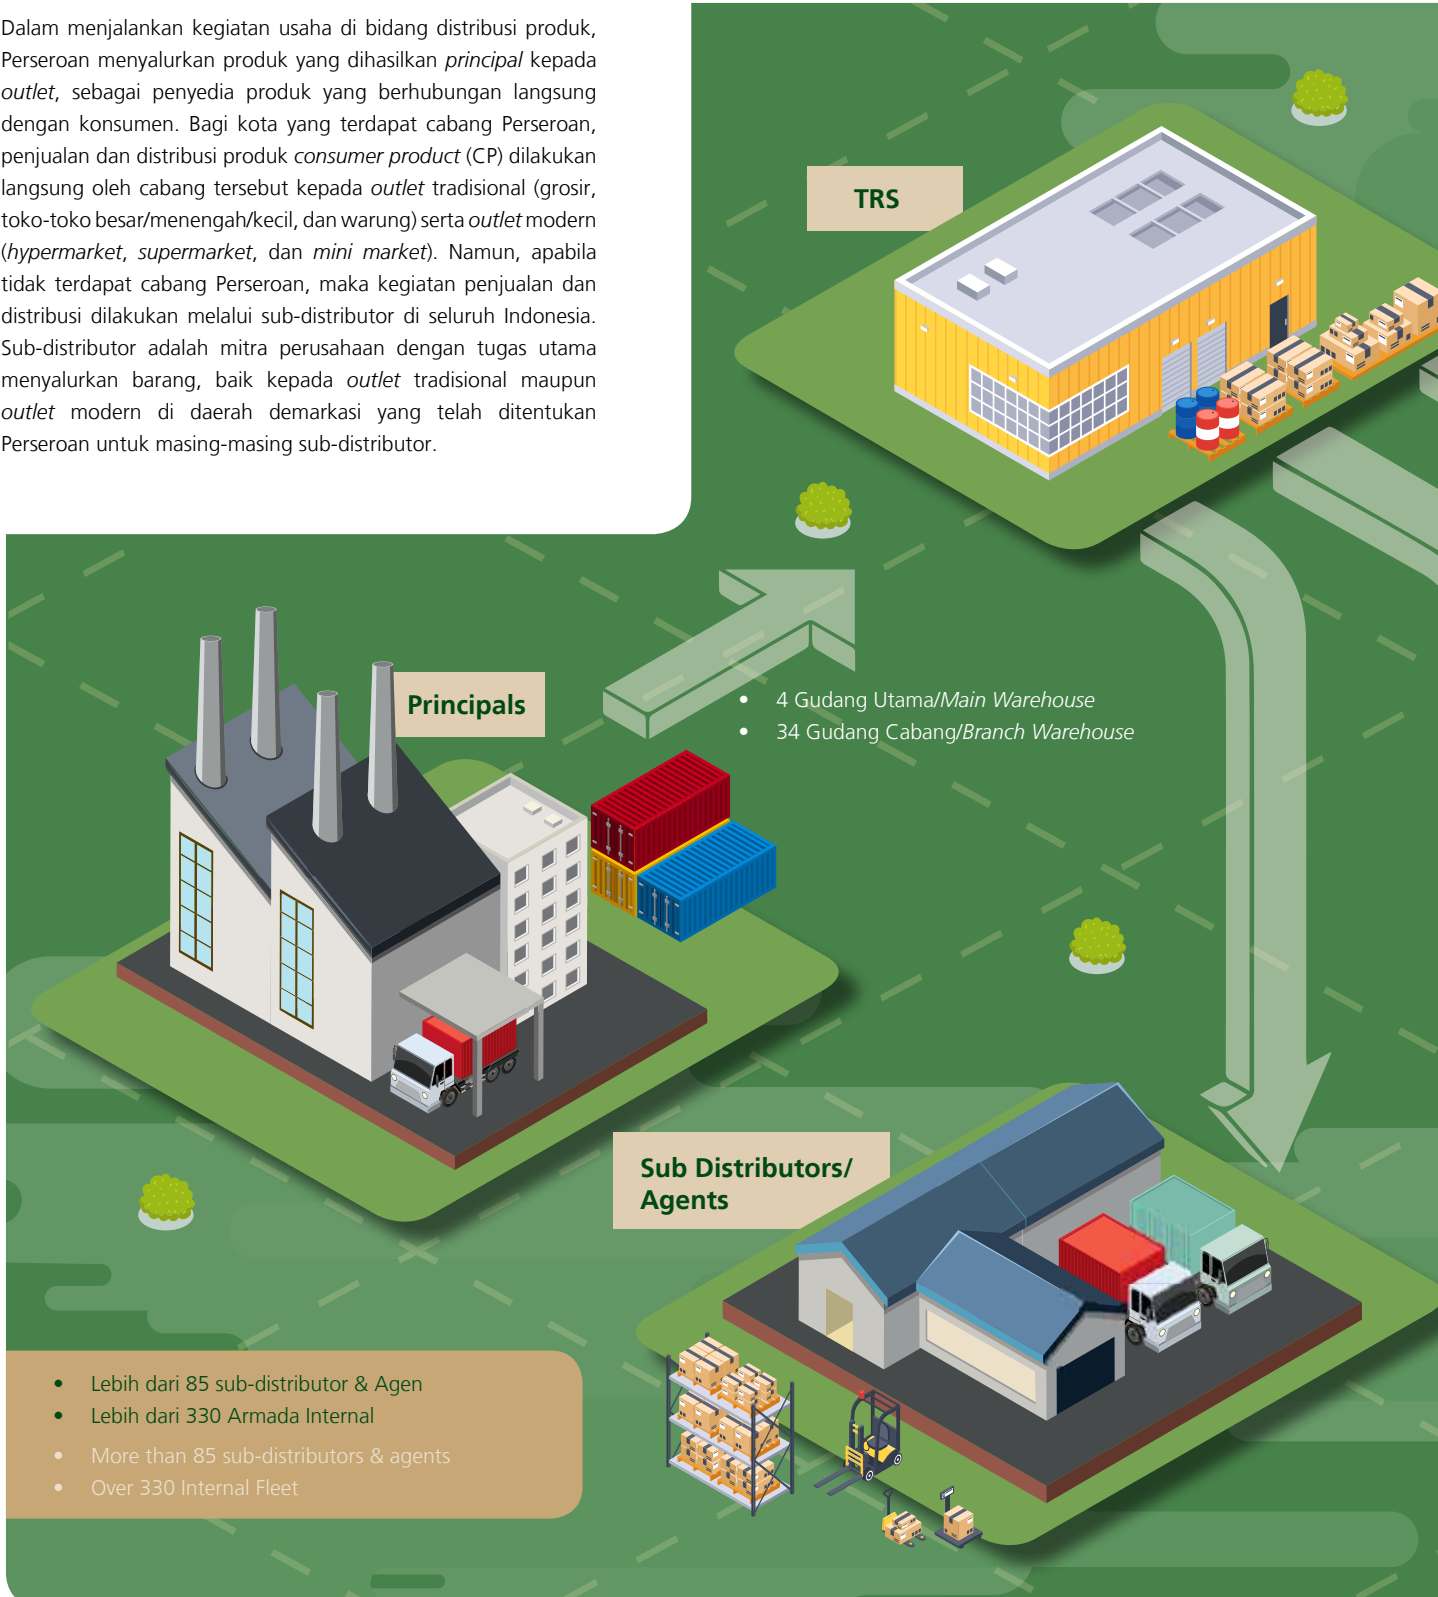 Dalam menjalankan kegiatan usaha di bidang distribusi produk,
Perseroan menyalurkan produk yang dihasilkan principal kepada
outlet, sebagai penyedia produk yang berhubungan langsung
dengan konsumen. Bagi kota yang terdapat cabang Perseroan,
penjualan dan distribusi produk consumer product (CP) dilakukan
langsung oleh cabang tersebut kepada outlet tradisional (grosir,
toko-toko besar/menengah/kecil, dan warung) serta outlet modern
(hypermarket, supermarket, dan mini market). Namun, apabila
tidak terdapat cabang Perseroan, maka kegiatan penjualan dan
distribusi dilakukan melalui sub-distributor di seluruh Indonesia.
Sub-distributor adalah mitra perusahaan dengan tugas utama
menyalurkan barang, baik kepada outlet tradisional maupun
outlet modern di daerah demarkasi yang telah ditentukan
Perseroan untuk masing-masing sub-distributor.
TRS
Principals
• 4 Gudang Utama/Main Warehouse
• 34 Gudang Cabang/Branch Warehouse
Sub Distributors/
Agents
• Lebih dari 85 sub-distributor & Agen
• Lebih dari 330 Armada Internal
• More than 85 sub-distributors & agents
• Over 330 Internal Fleet